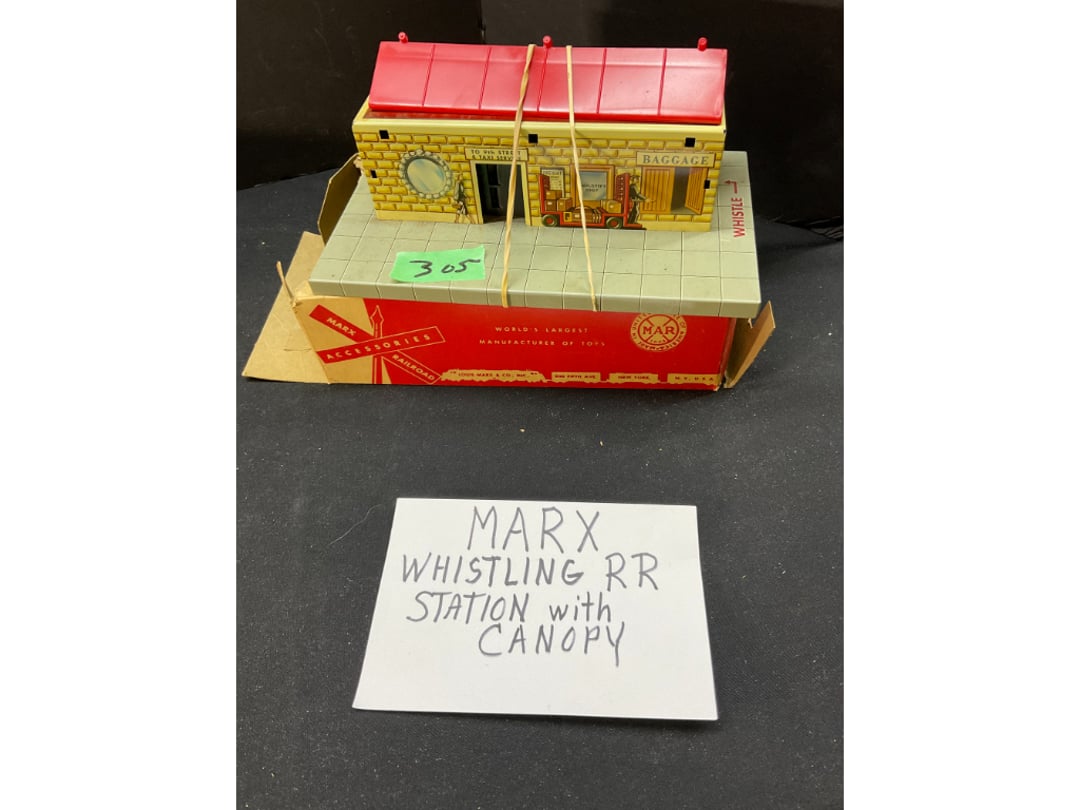 TO 9th STREET
& TAXI SERVICE
BAGGAGE
WHISTLE
305
MARX
ACCESSORIES
RAILROAD
WORLD'S LARGEST
MANUFACTURER OF TOYS
MAR
LOUIS MARX & CO., INC.
200 FIFTH AVE.
NEW YORK,
N.Y., U.S.A.
MARX
WHISTLING RR
STATION with
CANOPY